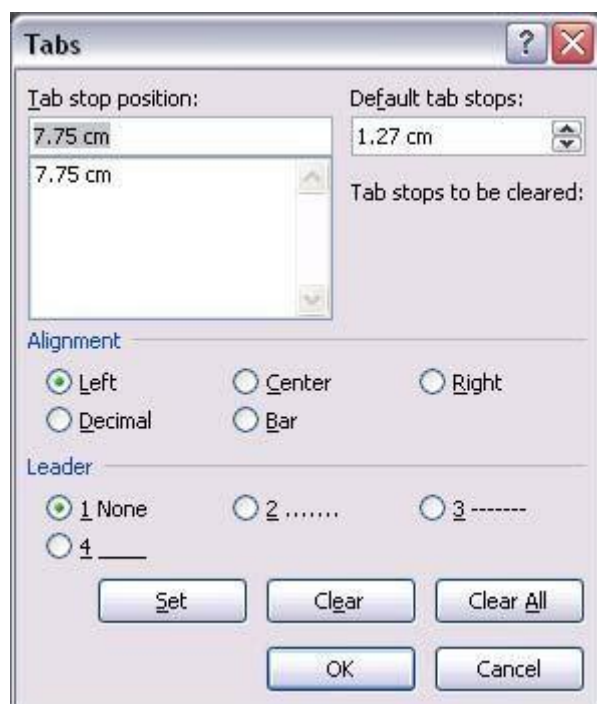 Tabs
Tab stop position: Default tab stops:
7.75 cm 1.27 cm
7.75 cm
Tab stops to be cleared:
Alignment
Left Center Right
Decimal Bar
Leader
1 None 2 ....... 3 -------
4 ____
Set Clear Clear All
OK Cancel